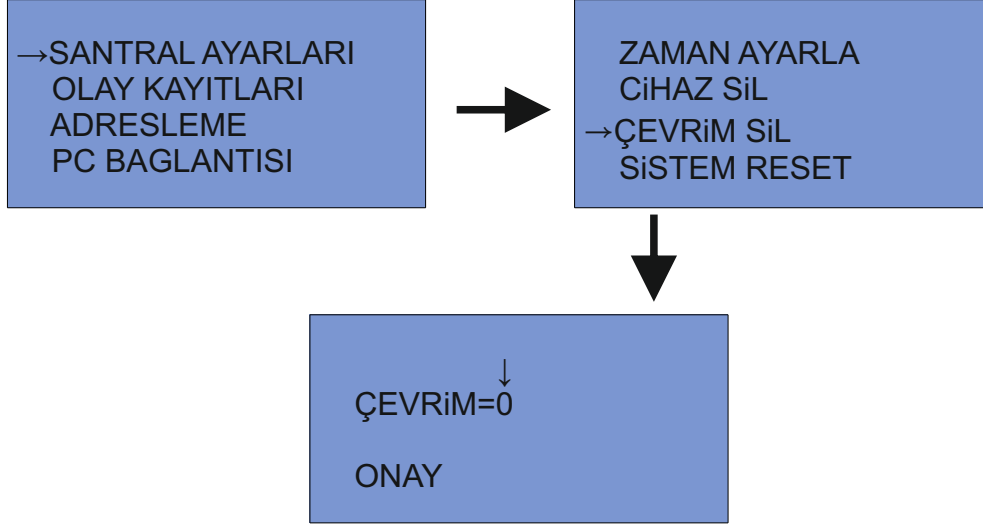 →SANTRAL AYARLARI
OLAY KAYITLARI
ADRESLEME
PC BAGLANTISI
ZAMAN AYARLA
CiHAZ SiL
→ÇEVRiM SiL
SiSTEM RESET
↓
ÇEVRiM=0
ONAY